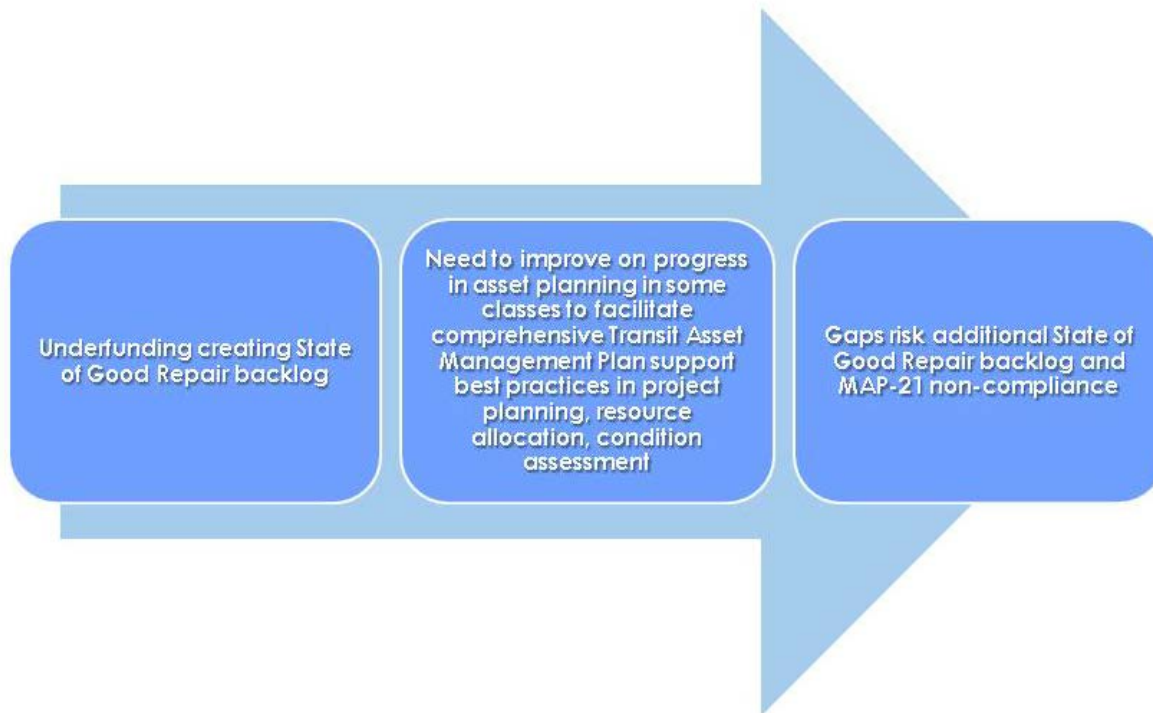 Underfunding creating State
of Good Repair backlog
Need to improve on progress
in asset planning in some
classes to facilitate
comprehensive Transit Asset
Management Plan support
best practices in project
planning, resource
allocation, condition
assessment
Gaps risk additional State of
Good Repair backlog and
MAP-21 non-compliance